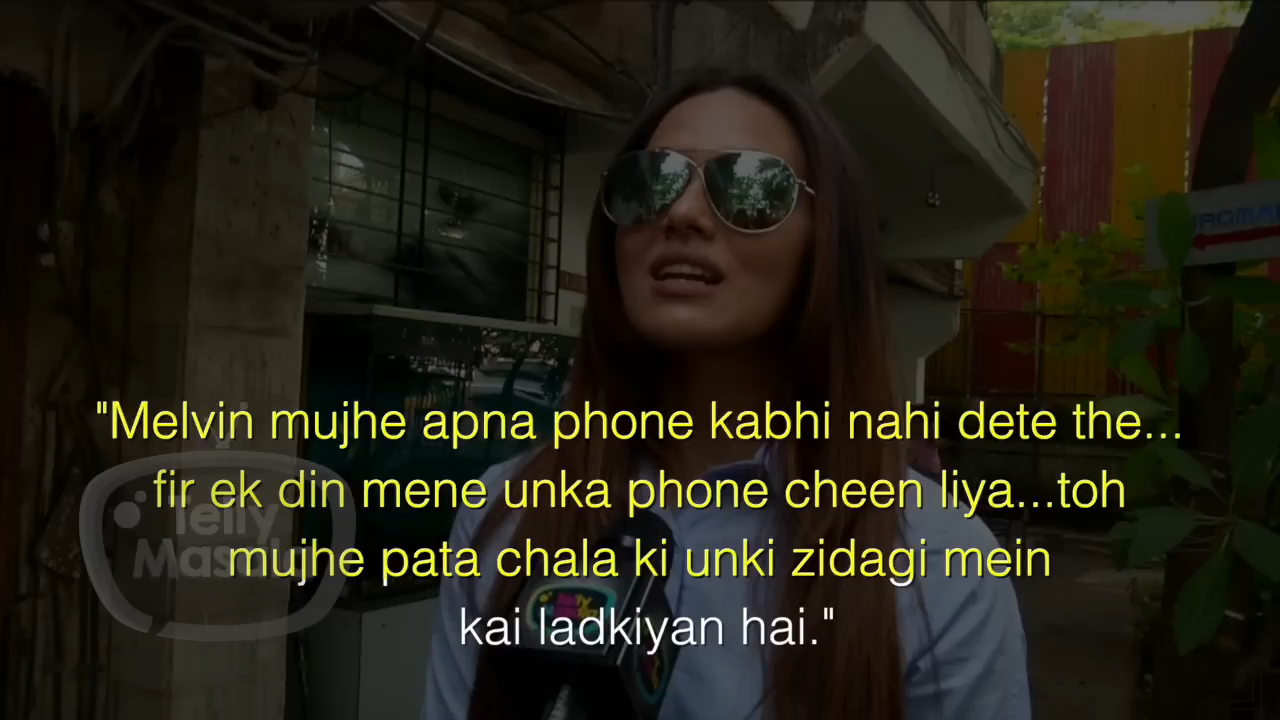 "Melvin mujhe apna phone kabhi nahi dete the...
fir ek din mene unka phone cheen liya...toh
mujhe pata chala ki unki zidagi mein
kai ladkiyan hai."
Telly